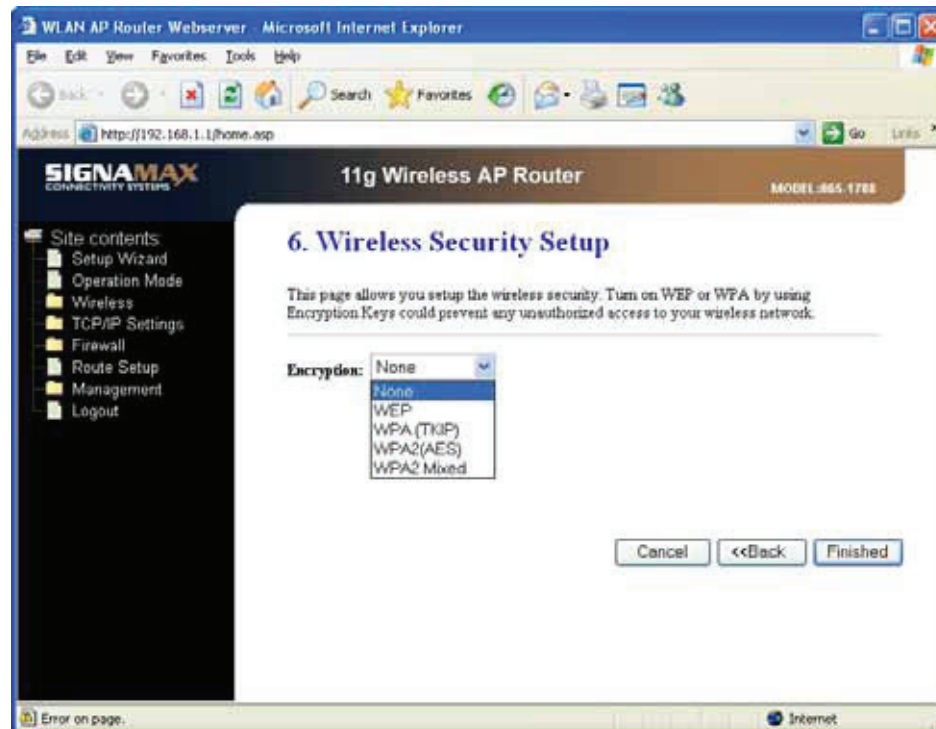 WLAN AP Router Webserver - Microsoft Internet Explorer
File Edit View Favorites Tools Help
Back Search Favorites
Address http://192.168.1.1/home.asp Go Links
SIGNAMAX
CONNECTIVITY SYSTEMS
11g Wireless AP Router
MODEL:065-1788
Site contents:
Setup Wizard
Operation Mode
Wireless
TCP/IP Settings
Firewall
Route Setup
Management
Logout
6. Wireless Security Setup
This page allows you setup the wireless security. Turn on WEP or WPA by using
Encryption Keys could prevent any unauthorized access to your wireless network.
Encryption: None
None
WEP
WPA (TKIP)
WPA2(AES)
WPA2 Mixed
Cancel <<Back Finished
Error on page. Internet